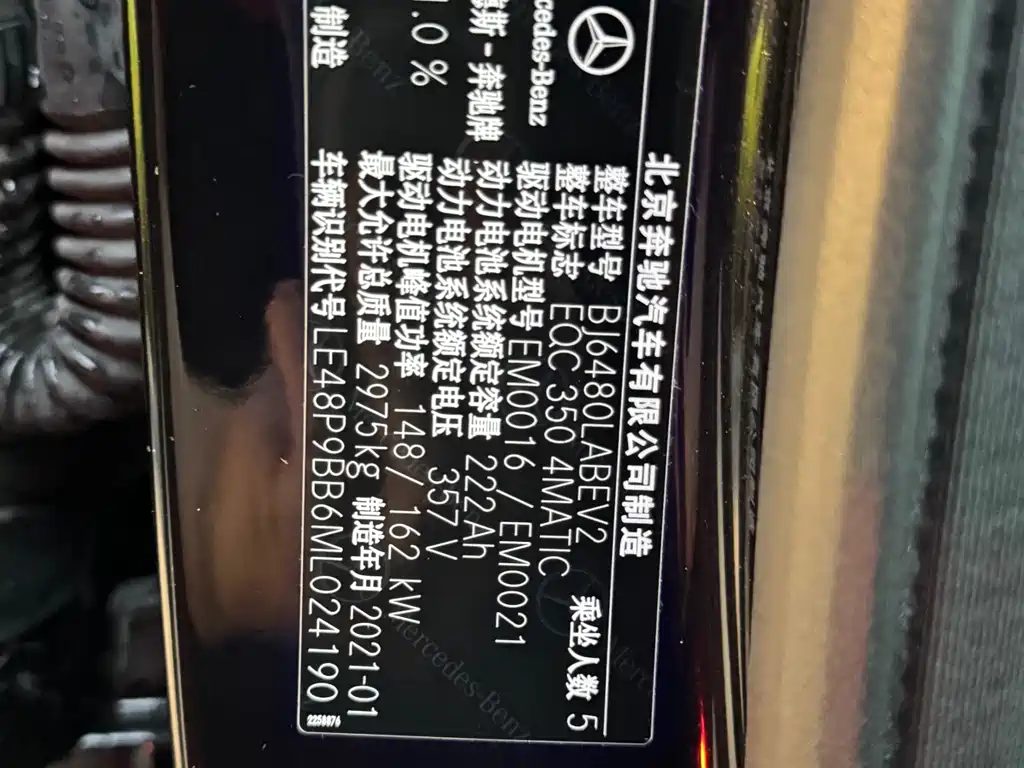 北京奔驰汽车有限公司制造
整车型号 BJ6480LABEV2 乘坐人数 5
整车标志 EQC 350 4MATIC
驱动电机型号 EM0016 / EM0021
动力电池系统额定容量 222Ah
动力电池系统额定电压 357V
驱动电机峰值功率 148/162 kW
最大允许总质量 2975kg 制造年月 2021-01
车辆识别代号 LE48P9BB6ML024190
cedes-Benz
斯-奔驰牌
.0%
制造
2258876
Mercedes-Benz